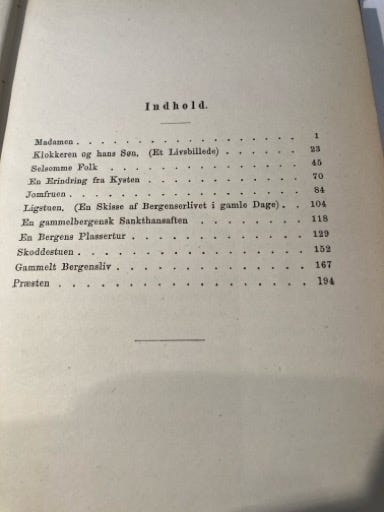 Indhold.
Madamen . . . . . . . . . . . . . . . . 1
Klokkeren og hans Søn. (Et Livsbillede) . . . . . . 23
Selsomme Folk . . . . . . . . . . . . . . 45
En Erindring fra Kysten . . . . . . . . . . . 70
Jomfruen . . . . . . . . . . . . . . . . 84
Ligstuen. (En Skisse af Bergenserlivet i gamle Dage) . . 104
En gammelbergensk Sankthansaften . . . . . . . . 118
En Bergens Plassertur . . . . . . . . . . . . 129
Skoddestuen . . . . . . . . . . . . . . . 152
Gammelt Bergensliv . . . . . . . . . . . . . 167
Præsten . . . . . . . . . . . . . . . . 194